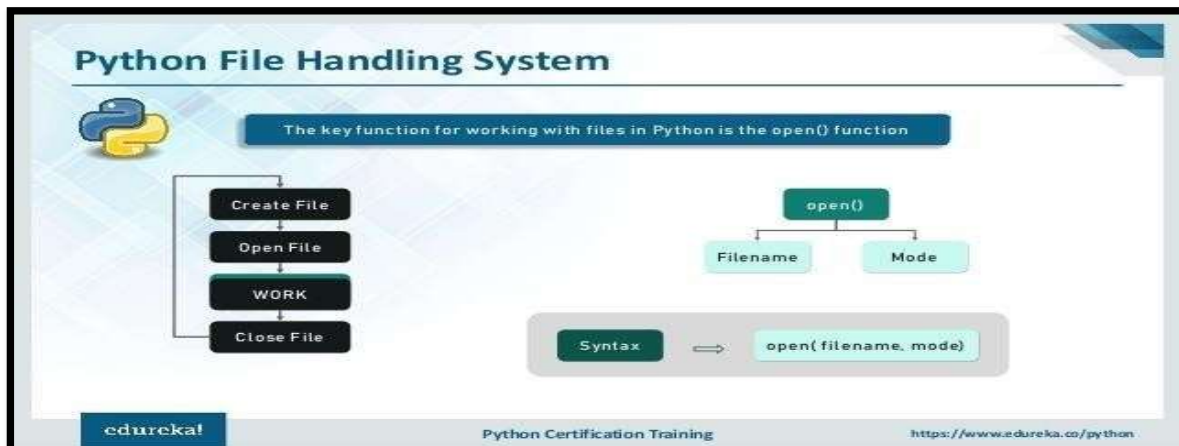 Python File Handling System
The key function for working with files in Python is the open() function
Create File
Open File
WORK
Close File
open()
Filename
Mode
Syntax
open( filename, mode)
edureka!
Python Certification Training
https://www.edureka.co/python